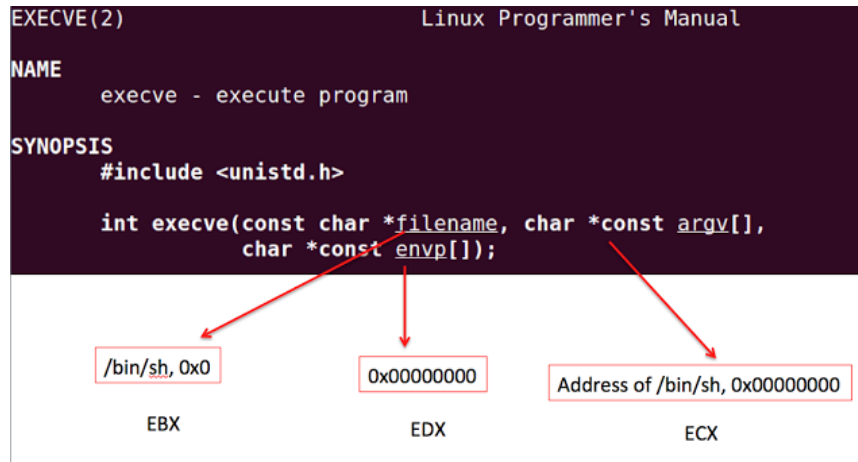 EXECVE(2) Linux Programmer's Manual
NAME
execve - execute program
SYNOPSIS
#include <unistd.h>
int execve(const char *filename, char *const argv[],
char *const envp[]);
/bin/sh, 0x0
0x00000000
Address of /bin/sh, 0x00000000
EBX
EDX
ECX